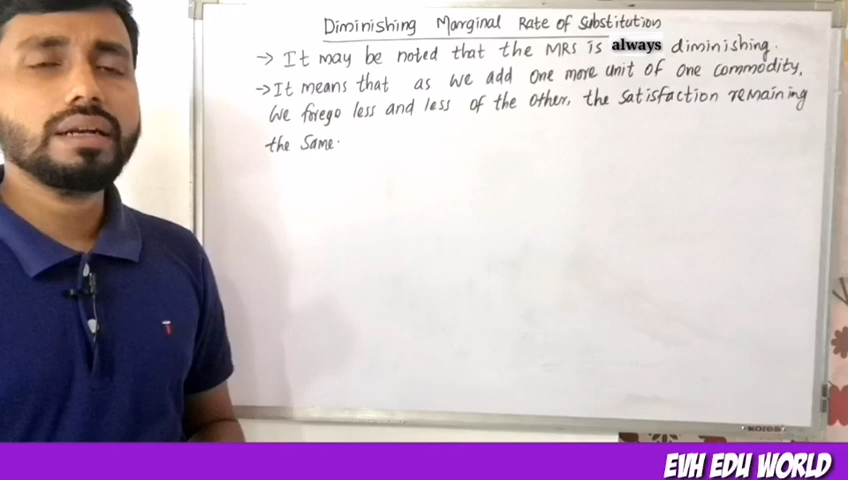 Diminishing Marginal Rate of Substitution
→ It may be noted that the MRS is always diminishing.
→ It means that as we add one more unit of one commodity,
We forego less and less of the other, the satisfaction remaining
the same.
KORES
EVH EDU WORLD